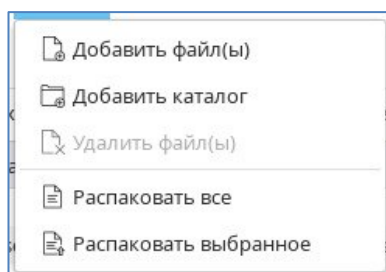 Добавить файл(ы)
Добавить каталог
Удалить файл(ы)
Распаковать все
Распаковать выбранное